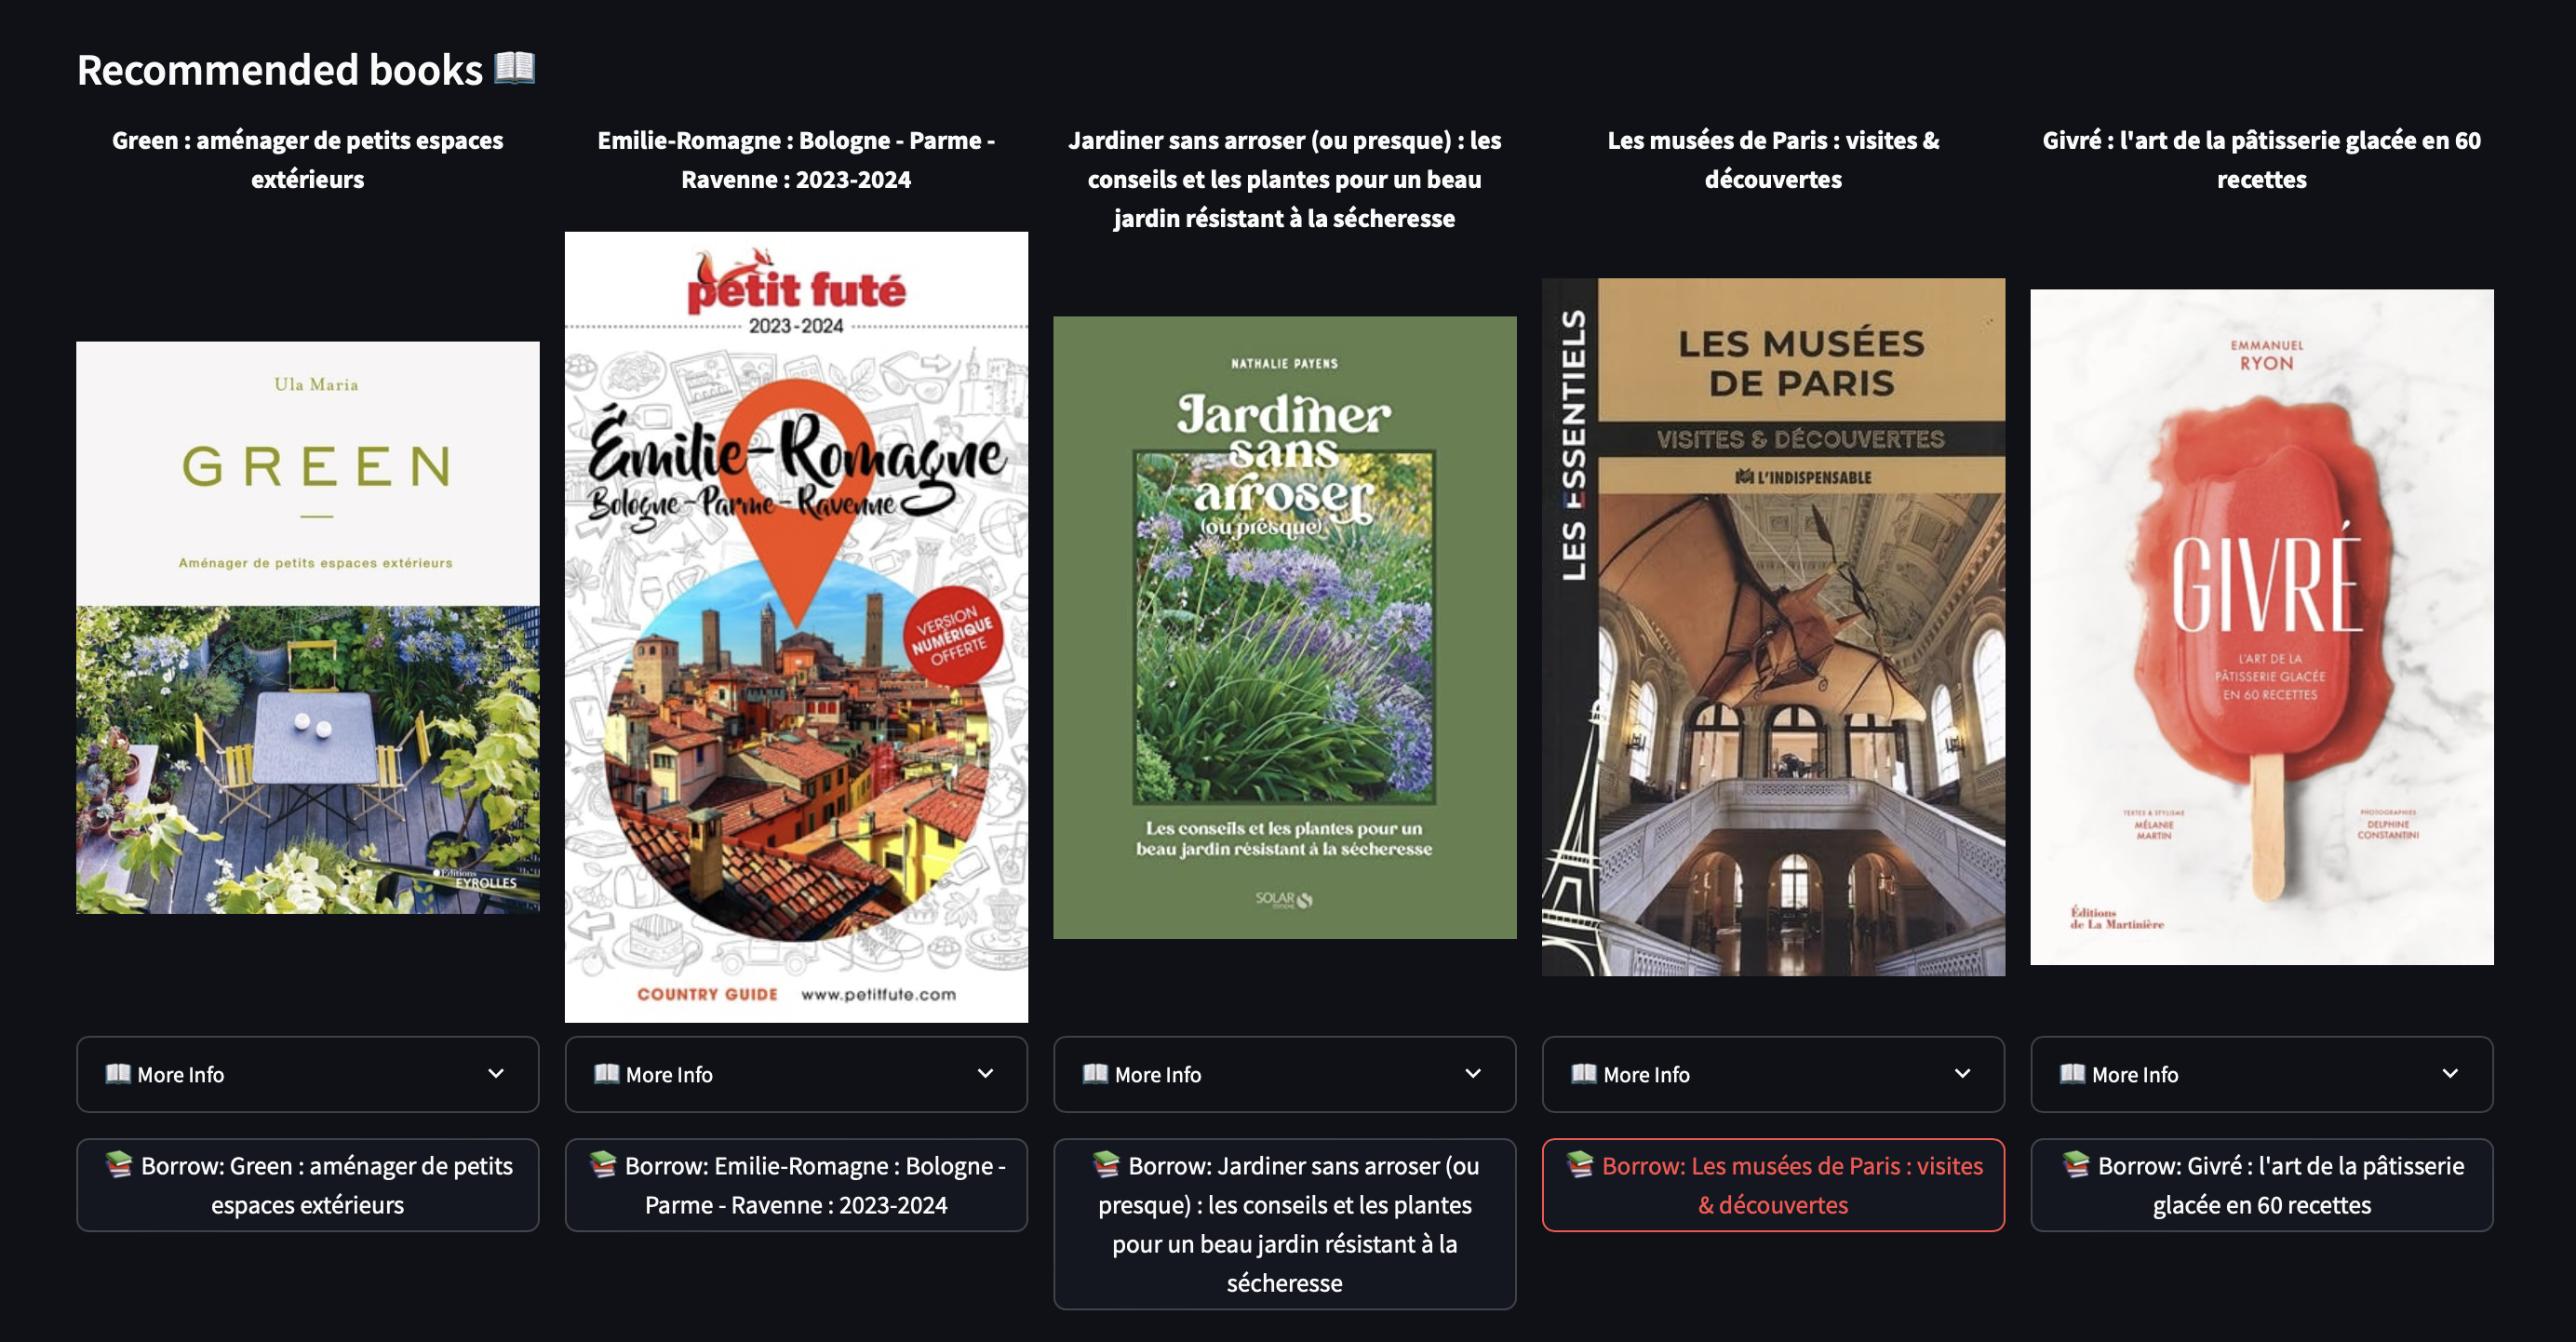 Recommended books
Green : aménager de petits espaces
extérieurs
Ula Maria
GREEN
Aménager de petits espaces extérieurs
Éditions
EYROLLES
More Info
Borrow: Green : aménager de petits
espaces extérieurs
Emilie-Romagne : Bologne - Parme -
Ravenne : 2023-2024
petit futé
2023-2024
Émilie-Romagne
Bologne-Parme-Ravenne
VERSION
NUMÉRIQUE
OFFERTE
COUNTRY GUIDE www.petitfute.com
More Info
Borrow: Emilie-Romagne : Bologne -
Parme - Ravenne : 2023-2024
Jardiner sans arroser (ou presque) : les
conseils et les plantes pour un beau
jardin résistant à la sécheresse
NATHALIE PAYENS
Jardiner
sans
arroser
(ou presque)
Les conseils et les plantes pour un
beau jardin résistant à la sécheresse
SOLAR
More Info
Borrow: Jardiner sans arroser (ou
presque) : les conseils et les plantes
pour un beau jardin résistant à la
sécheresse
Les musées de Paris : visites &
découvertes
LES ESSENTIELS
LES MUSÉES
DE PARIS
VISITES & DÉCOUVERTES
L'INDISPENSABLE
More Info
Borrow: Les musées de Paris : visites
& découvertes
Givré : l'art de la pâtisserie glacée en 60
recettes
EMMANUEL
RYON
GIVRÉ
L'ART DE LA
PÂTISSERIE GLACÉE
EN 60 RECETTES
TEXTES & STYLISME
MÉLANIE
MARTIN
PHOTOGRAPHIES
DELPHINE
CONSTANTINI
Éditions
de La Martinière
More Info
Borrow: Givré : l'art de la pâtisserie
glacée en 60 recettes